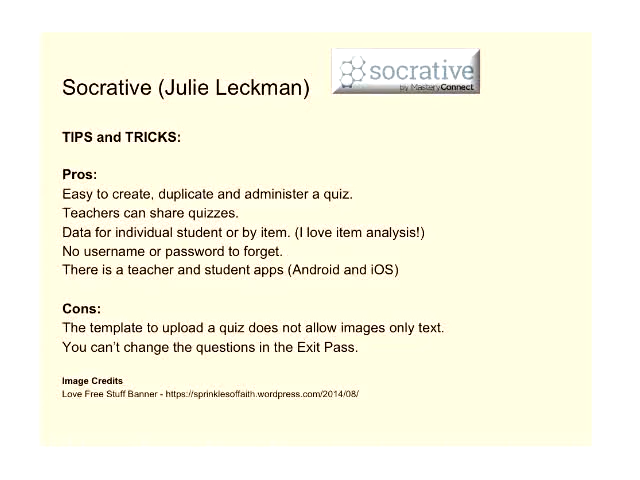 Socrative (Julie Leckman)
socrative
by MasteryConnect
TIPS and TRICKS:
Pros:
Easy to create, duplicate and administer a quiz.
Teachers can share quizzes.
Data for individual student or by item. (I love item analysis!)
No username or password to forget.
There is a teacher and student apps (Android and iOS)
Cons:
The template to upload a quiz does not allow images only text.
You can't change the questions in the Exit Pass.
Image Credits
Love Free Stuff Banner - https://sprinklesoffaith.wordpress.com/2014/08/